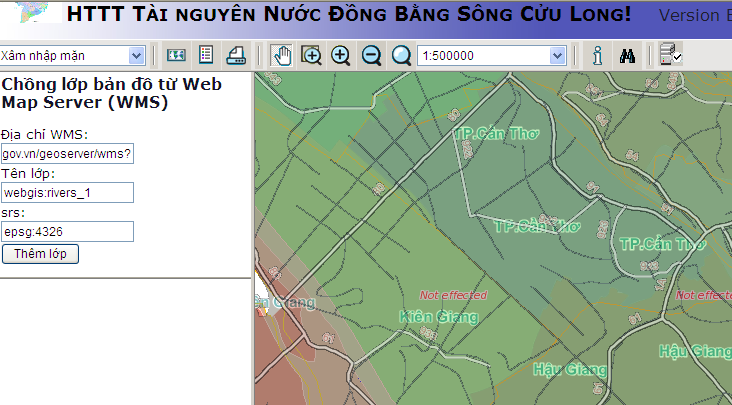 HTTT TÀI NGUYÊN NƯỚC ĐỒNG BẰNG SÔNG CỬU LONG!
Version
Xâm nhập mặn
1:500000
Chồng lớp bản đồ từ Web
Map Server (WMS)
Địa chỉ WMS:
gov.vn/geoserver/wms?
Tên lớp:
webgis:rivers_1
srs:
epsg:4326
Thêm lớp
TP.Cần Thơ
TP.Cần Thơ
TP.Cần Thơ
Not effected
Not effected
Giang
Kiên Giang
Hậu Giang
Hậu Giang
91
61